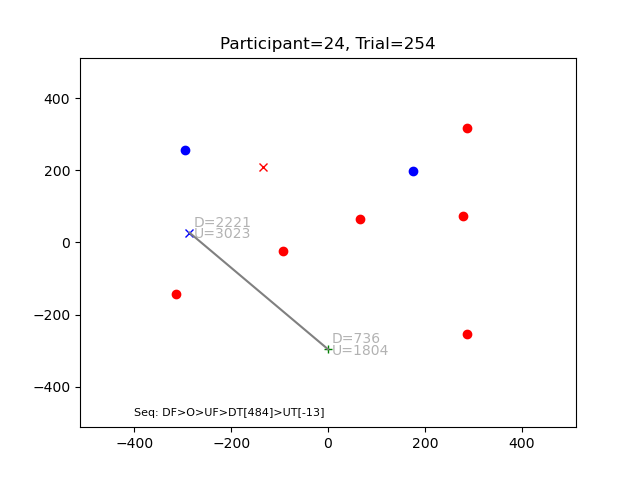 Participant=24, Trial=254
400
200
0
−200
−400
D=2221
U=3023
D=736
U=1804
Seq: DF>O>UF>DT[484]>UT[-13]
−400
−200
0
200
400